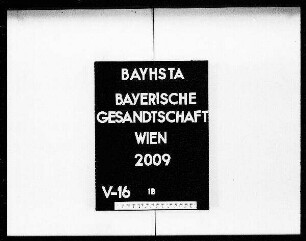 BAYHSTA
BAYERISCHE
GESANDTSCHAFT
WIEN
2009
V-16 18